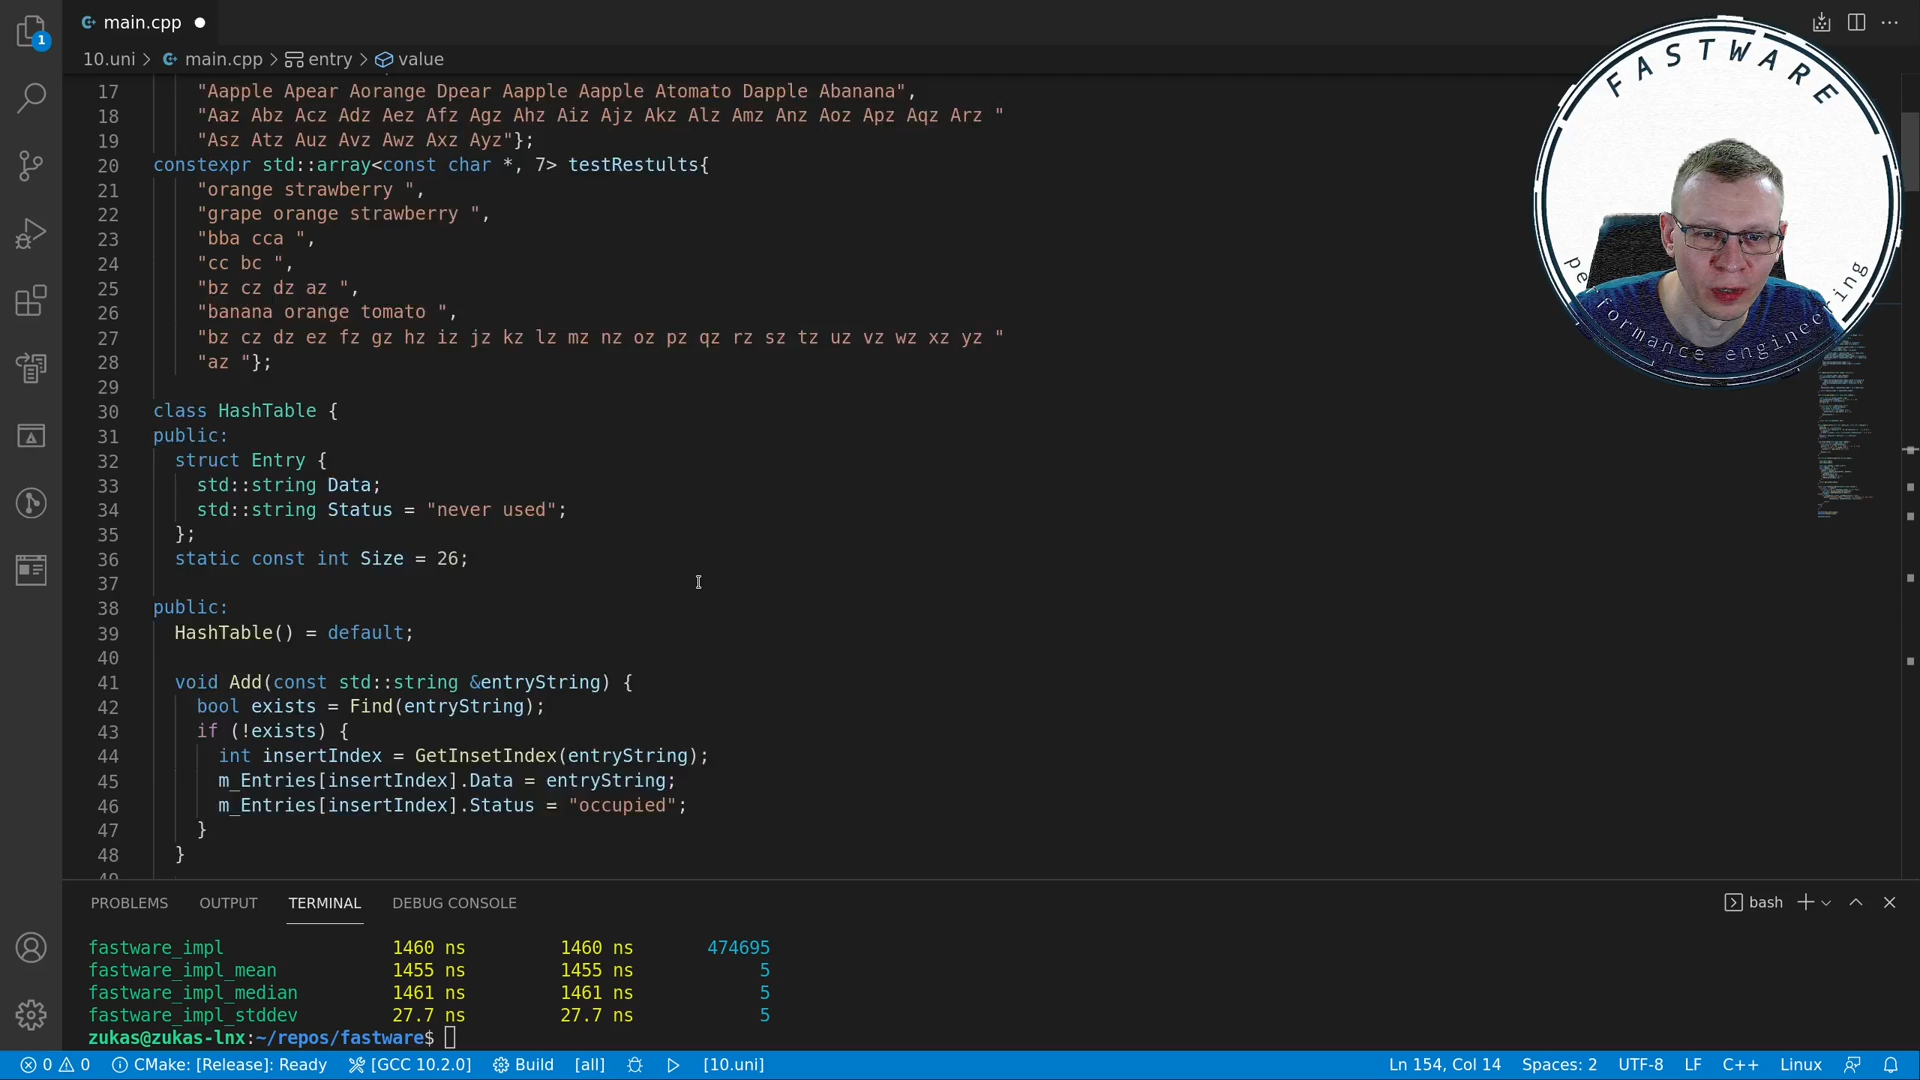 main.cpp
1
10.uni > main.cpp > entry > value
17 "Aapple Apear Aorange Dpear Aapple Aapple Atomato Dapple Abanana",
18 "Aaz Abz Acz Adz Aez Afz Agz Ahz Aiz Ajz Akz Alz Amz Anz Aoz Apz Aqz Arz "
19 "Asz Atz Auz Avz Awz Axz Ayz"};
20 constexpr std::array<const char *, 7> testRestults{
21 "orange strawberry ",
22 "grape orange strawberry ",
23 "bba cca ",
24 "cc bc ",
25 "bz cz dz az ",
26 "banana orange tomato ",
27 "bz cz dz ez fz gz hz iz jz kz lz mz nz oz pz qz rz sz tz uz vz wz xz yz "
28 "az "};
29
30 class HashTable {
31 public:
32 struct Entry {
33 std::string Data;
34 std::string Status = "never used";
35 };
36 static const int Size = 26;
37
38 public:
39 HashTable() = default;
40
41 void Add(const std::string &entryString) {
42 bool exists = Find(entryString);
43 if (!exists) {
44 int insertIndex = GetInsetIndex(entryString);
45 m_Entries[insertIndex].Data = entryString;
46 m_Entries[insertIndex].Status = "occupied";
47 }
48 }
FASTWARE
performance engineering
PROBLEMS OUTPUT TERMINAL DEBUG CONSOLE bash
fastware_impl 1460 ns 1460 ns 474695
fastware_impl_mean 1455 ns 1455 ns 5
fastware_impl_median 1461 ns 1461 ns 5
fastware_impl_stddev 27.7 ns 27.7 ns 5
zukas@zukas-lnx:~/repos/fastware$
0 0 CMake: [Release]: Ready [GCC 10.2.0] Build [all] [10.uni] Ln 154, Col 14 Spaces: 2 UTF-8 LF C++ Linux